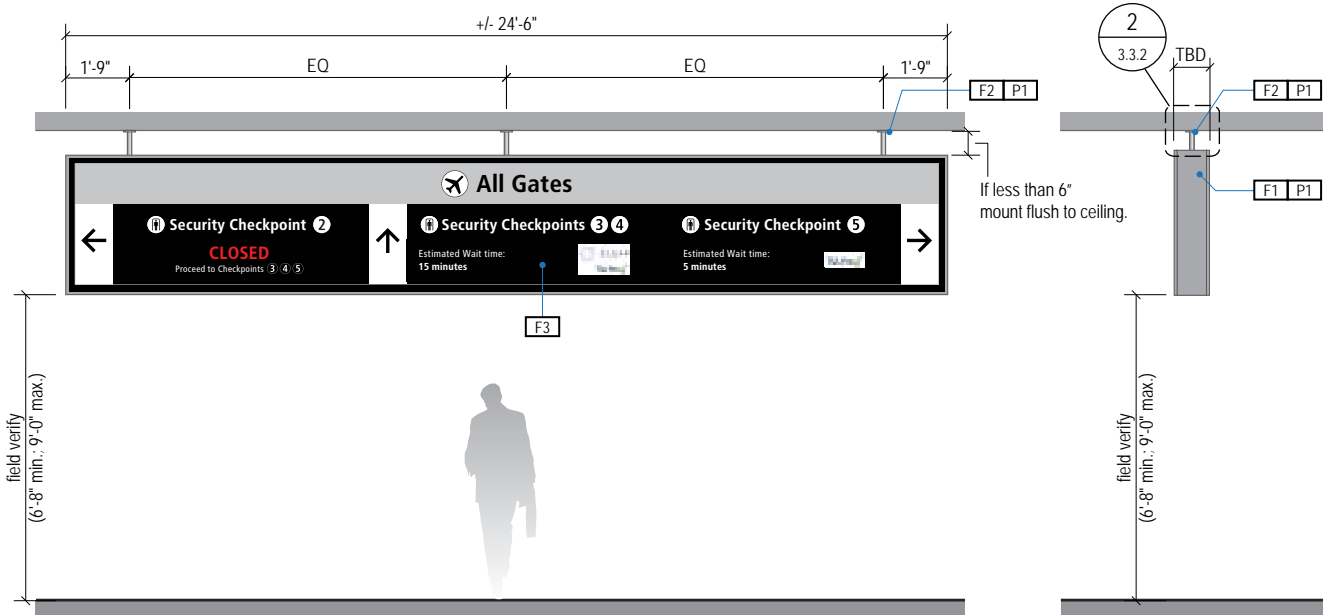 +/- 24'-6"
1'-9" EQ EQ 1'-9"
2
3.3.2
TBD
F2 P1
F2 P1
If less than 6"
mount flush to ceiling.
F1 P1
All Gates
Security Checkpoint 2
CLOSED
Proceed to Checkpoints 3 4 5
Security Checkpoints 3 4
Estimated Wait time:
15 minutes
Security Checkpoint 5
Estimated Wait time:
5 minutes
F3
field verify
(6'-8" min.; 9'-0" max.)
field verify
(6'-8" min.; 9'-0" max.)